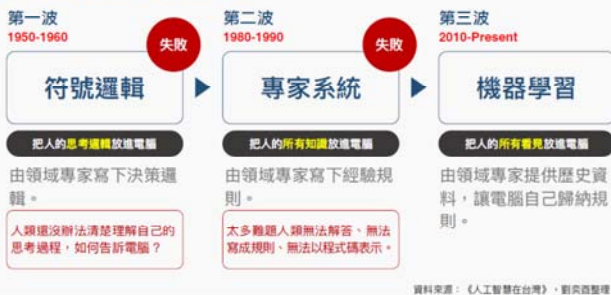 第一波
1950-1960
失敗
符號邏輯
把人的思考邏輯放進電腦
由領域專家寫下決策邏
輯。
人類還沒辦法清楚理解自己的
思考過程,如何告訴電腦?
第二波
1980-1990
失敗
專家系統
把人的所有知識放進電腦
由領域專家寫下經驗規
則。
太多難題人類無法解答、無法
寫成規則、無法以程式碼表示。
第三波
2010-Present
機器學習
把人的所有看見放進電腦
由領域專家提供歷史資
料,讓電腦自己歸納規
則。
資料來源:《人工智慧在台灣》,劉奕酉整理